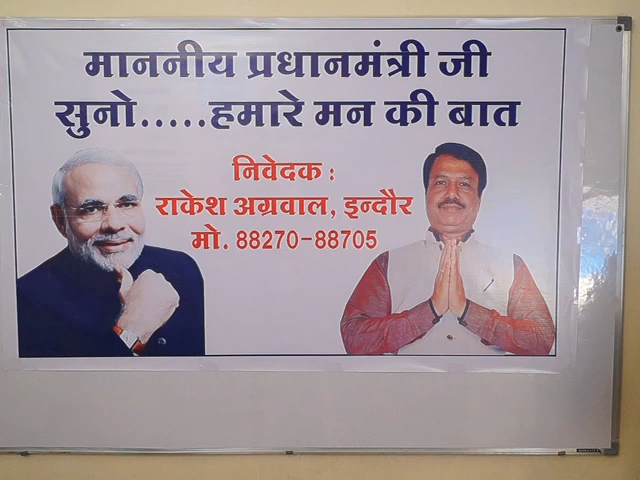 माननीय प्रधानमंत्री जी
सुनो.....हमारे मन की बात
निवेदक :
राकेश अग्रवाल, इन्दौर
मो. 88270-88705